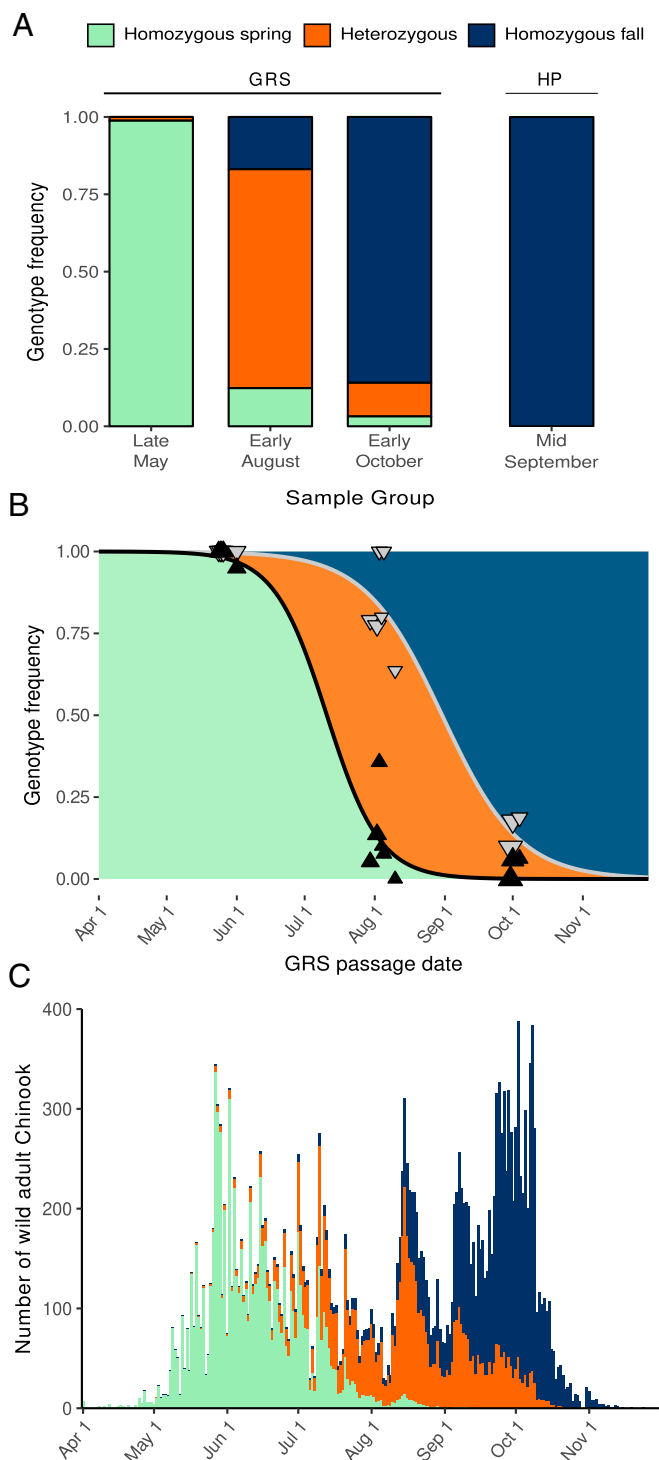 A
Homozygous spring Heterozygous Homozygous fall
GRS HP
1.00
0.75
0.50
0.25
0.00
Genotype frequency
Late May
Early August
Early October
Mid September
Sample Group
B
1.00
0.75
0.50
0.25
0.00
Genotype frequency
Apr 1 May 1 Jun 1 Jul 1 Aug 1 Sep 1 Oct 1 Nov 1
GRS passage date
C
400
300
200
100
0
Number of wild adult Chinook
Apr 1 May 1 Jun 1 Jul 1 Aug 1 Sep 1 Oct 1 Nov 1